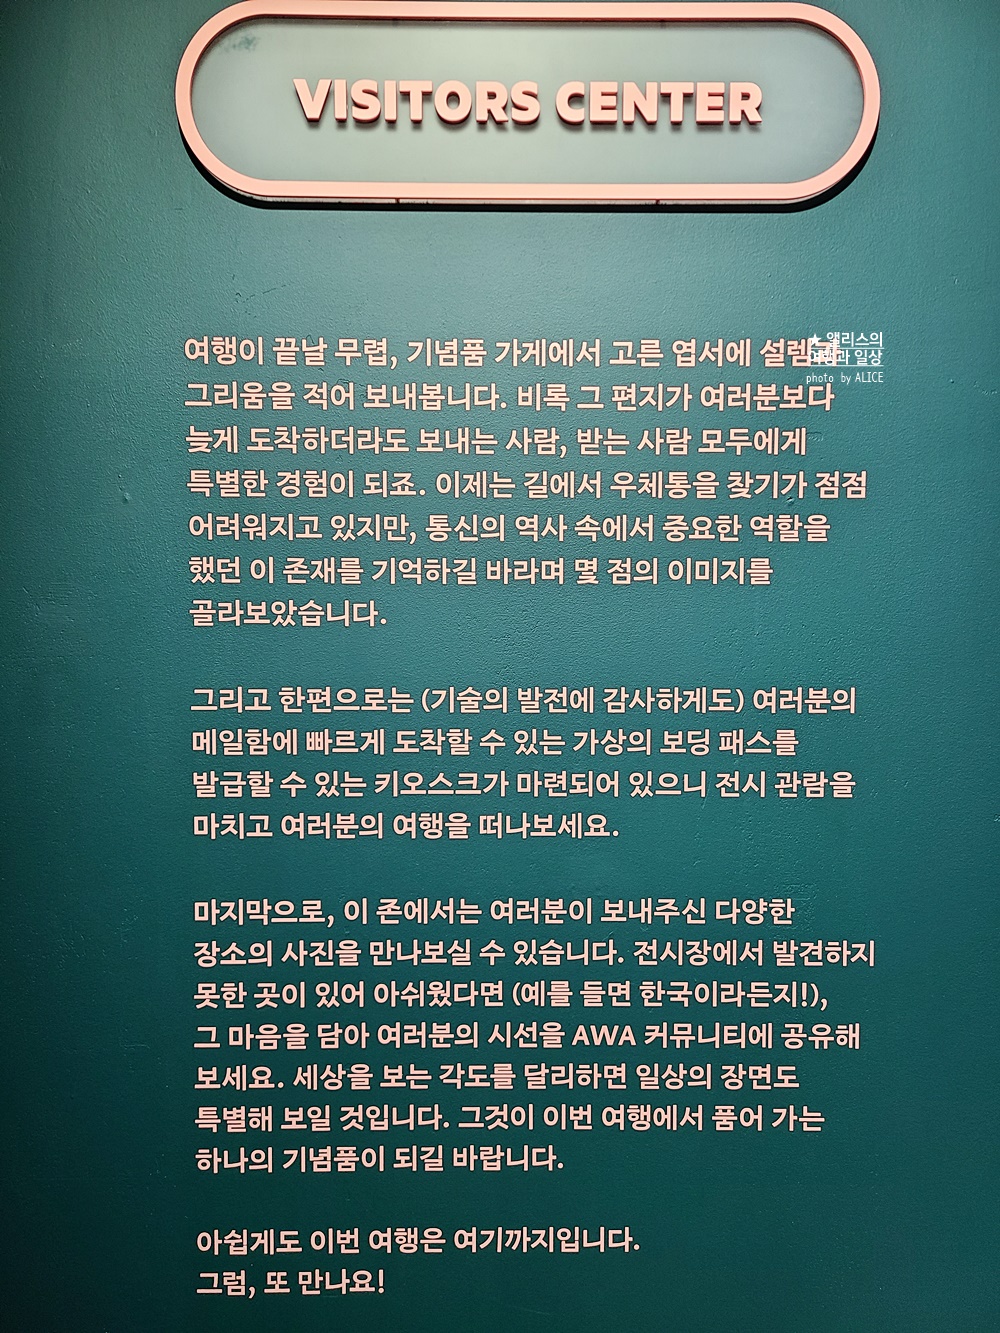 VISITORS CENTER
여행이 끝날 무렵, 기념품 가게에서 고른 엽서에
앨리스의
여행과 일상
photo by ALICE
그리움을 적어 보내봅니다. 비록 그 편지가 여러분보다
늦게 도착하더라도 보내는 사람, 받는 사람 모두에게
특별한 경험이 되죠. 이제는 길에서 우체통을 찾기가 점점
어려워지고 있지만, 통신의 역사 속에서 중요한 역할을
했던 이 존재를 기억하길 바라며 몇 점의 이미지를
골라보았습니다.
그리고 한편으로는 (기술의 발전에 감사하게도) 여러분의
메일함에 빠르게 도착할 수 있는 가상의 보딩 패스를
발급할 수 있는 키오스크가 마련되어 있으니 전시 관람을
마치고 여러분의 여행을 떠나보세요.
마지막으로, 이 존에서는 여러분이 보내주신 다양한
장소의 사진을 만나보실 수 있습니다. 전시장에서 발견하지
못한 곳이 있어 아쉬웠다면 (예를 들면 한국이라든지!),
그 마음을 담아 여러분의 시선을 AWA 커뮤니티에 공유해
보세요. 세상을 보는 각도를 달리하면 일상의 장면도
특별해 보일 것입니다. 그것이 이번 여행에서 품어 가는
하나의 기념품이 되길 바랍니다.
아쉽게도 이번 여행은 여기까지입니다.
그럼, 또 만나요!